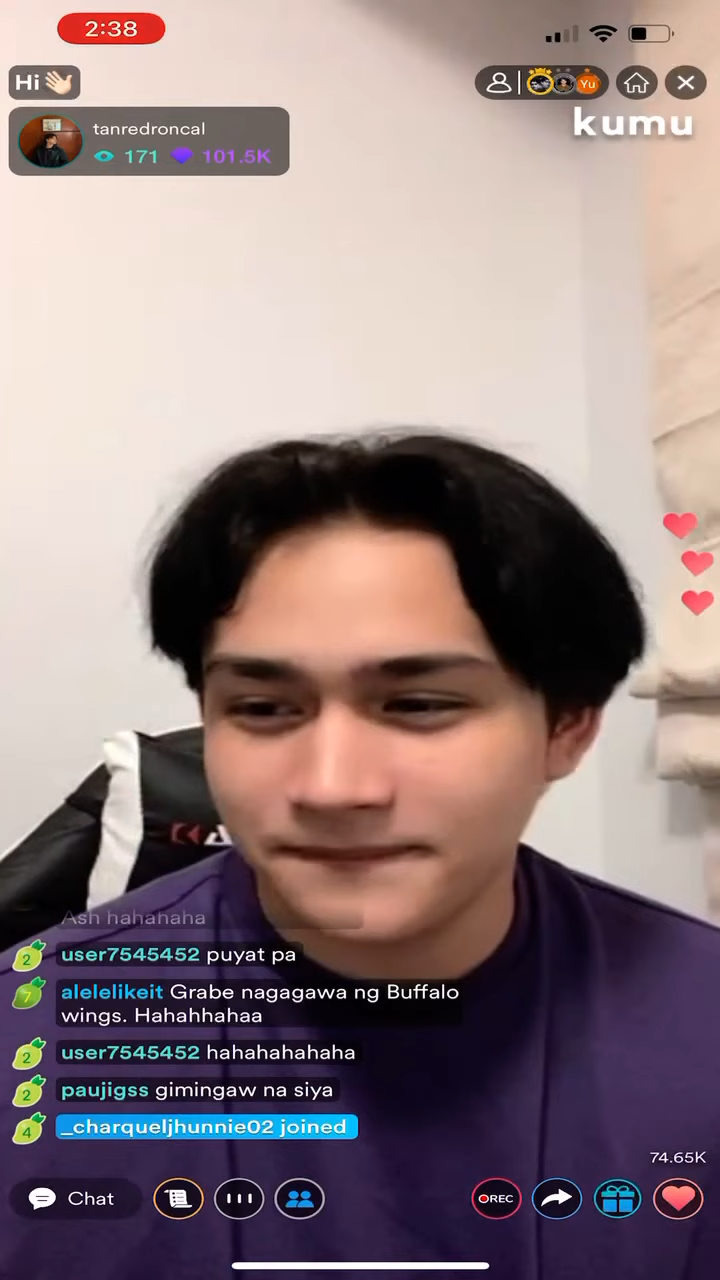 2:38
Hi
Yu
tanredroncal
171 101.5K
kumu
Ash hahahaha
2 user7545452 puyat pa
7 alelelikeit Grabe nagagawa ng Buffalo
wings. Hahahhahaa
2 user7545452 hahahahahaha
2 paujigss gimingaw na siya
4 _charqueljhunnie02 joined
74.65K
Chat
REC